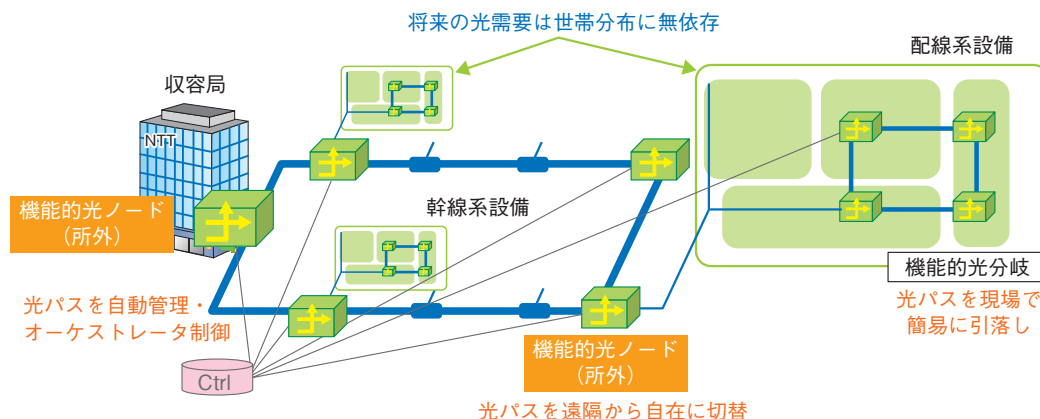 将来の光需要は世帯分布に無依存
配線系設備
収容局
NTT
機能的光ノード
（所外）
幹線系設備
機能的光分岐
光パスを現場で
簡易に引落し
光パスを自動管理・
オーケストレータ制御
機能的光ノード
（所外）
Ctrl
光パスを遠隔から自在に切替